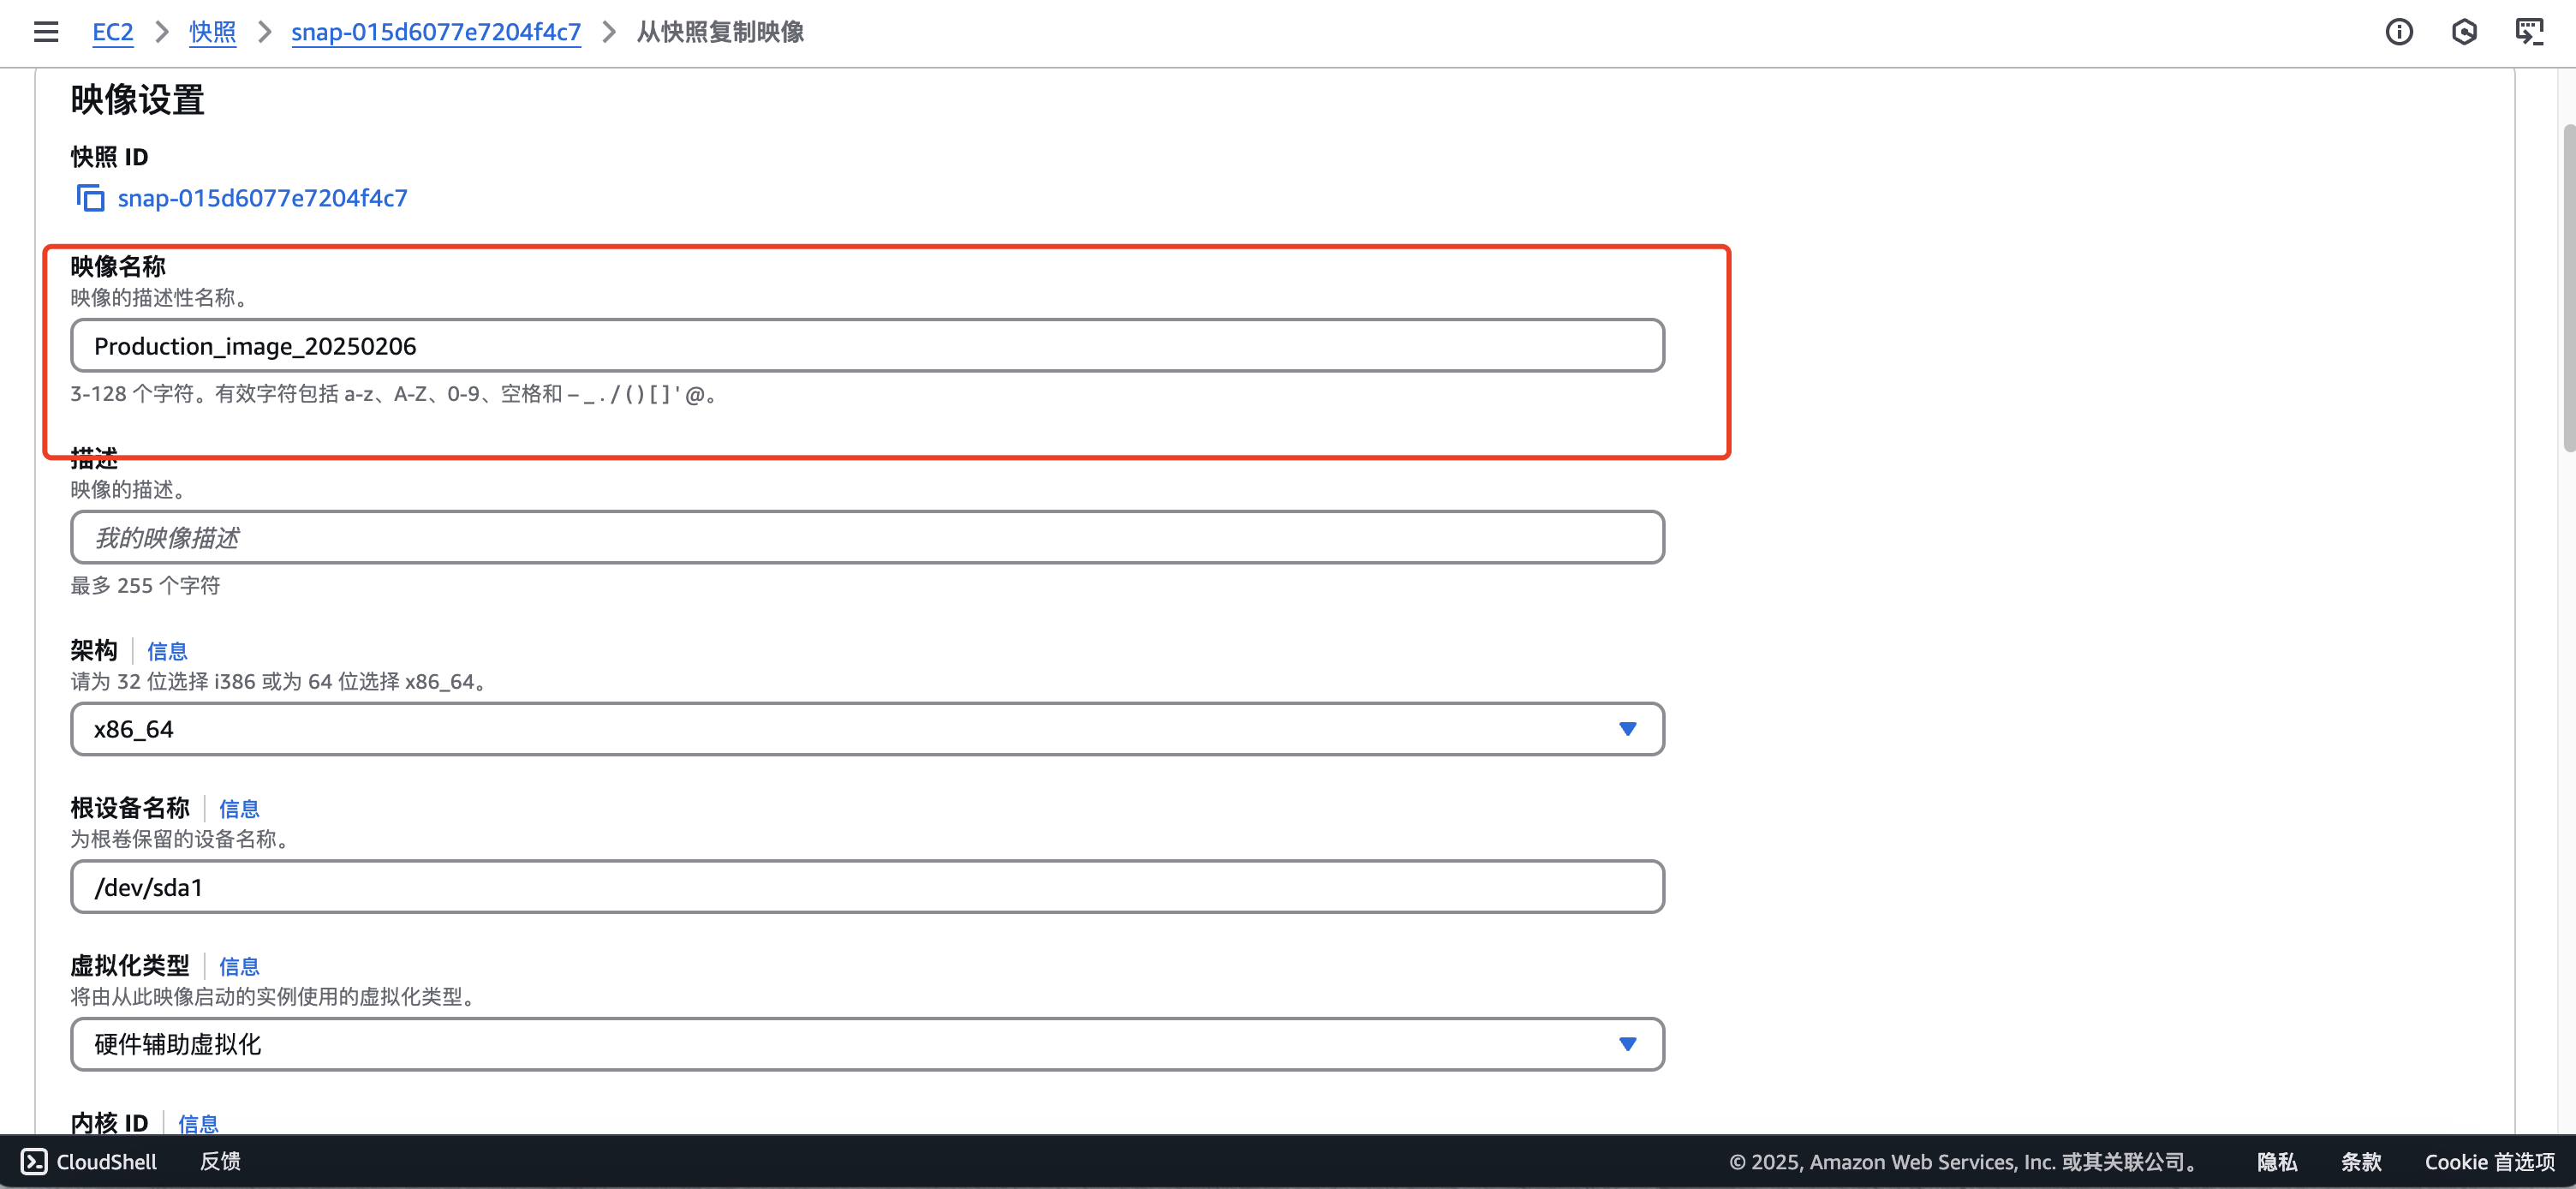 EC2 > 快照 > snap-015d6077e7204f4c7 > 从快照复制映像
映像设置
快照 ID
snap-015d6077e7204f4c7
映像名称
映像的描述性名称。
Production_image_20250206
3-128 个字符。有效字符包括 a-z、A-Z、0-9、空格和 – _ . / ( ) [ ] ' @。
描述
映像的描述。
我的映像描述
最多 255 个字符
架构 | 信息
请为 32 位选择 i386 或为 64 位选择 x86_64。
x86_64
根设备名称 | 信息
为根卷保留的设备名称。
/dev/sda1
虚拟化类型 | 信息
将由从此映像启动的实例使用的虚拟化类型。
硬件辅助虚拟化
内核 ID | 信息
CloudShell 反馈 © 2025, Amazon Web Services, Inc. 或其关联公司。 隐私 条款 Cookie 首选项